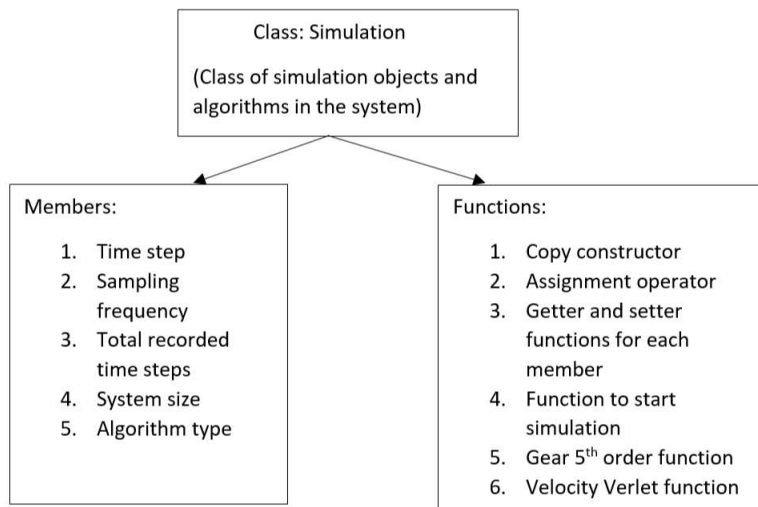 Class: Simulation
(Class of simulation objects and
algorithms in the system)
Members:
1. Time step
2. Sampling
frequency
3. Total recorded
time steps
4. System size
5. Algorithm type
Functions:
1. Copy constructor
2. Assignment operator
3. Getter and setter
functions for each
member
4. Function to start
simulation
5. Gear 5th order function
6. Velocity Verlet function